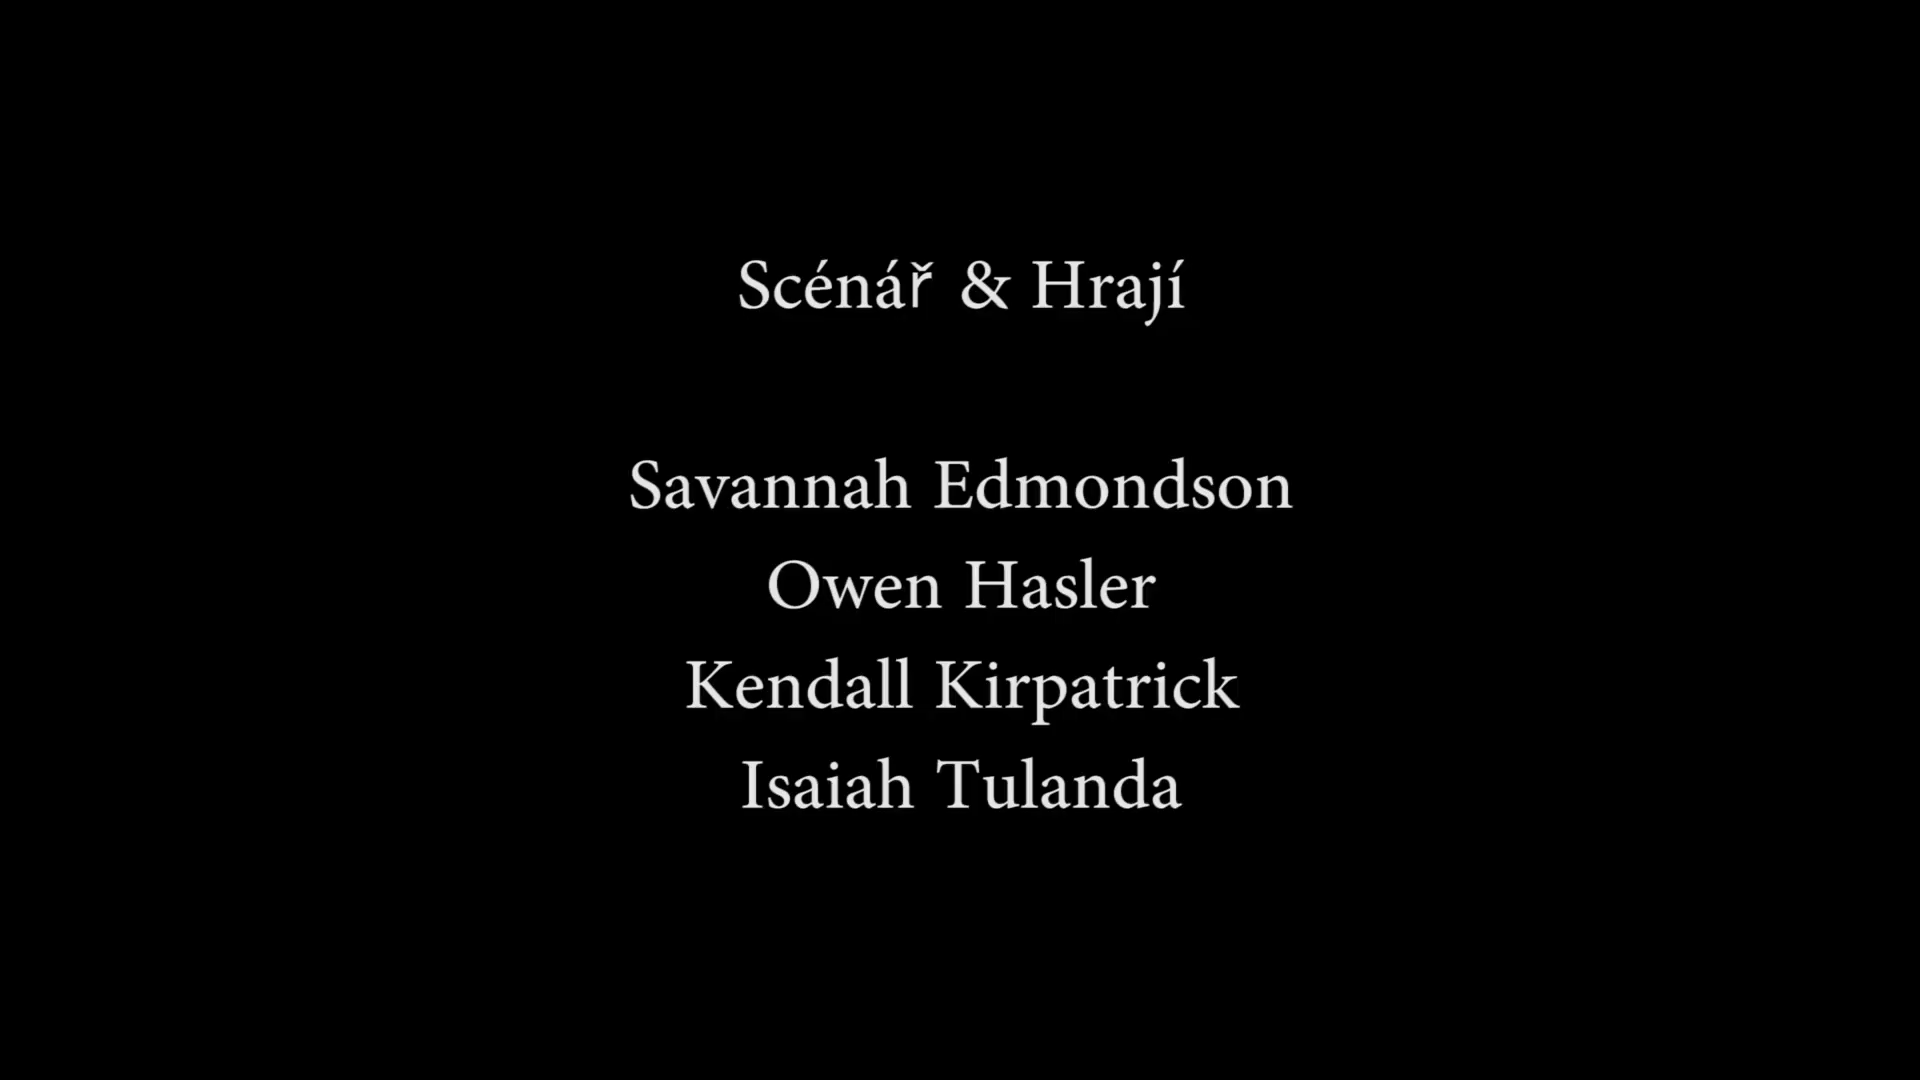 Scénář & Hrají
Savannah Edmondson
Owen Hasler
Kendall Kirpatrick
Isaiah Tulanda